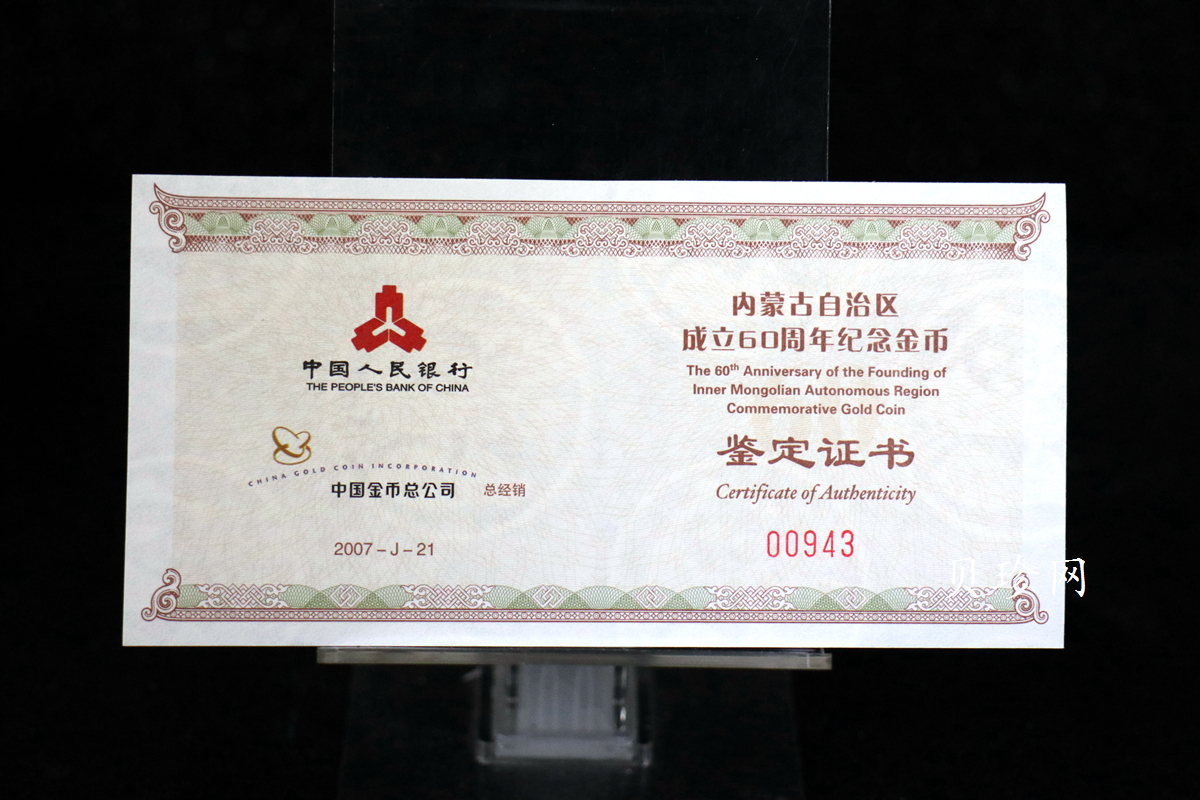 中国人民银行
THE PEOPLE'S BANK OF CHINA
CHINA GOLD COIN INCORPORATION
中国金币总公司 总经销
2007-J-21
内蒙古自治区
成立60周年纪念金币
The 60th Anniversary of the Founding of
Inner Mongolian Autonomous Region
Commemorative Gold Coin
鉴定证书
Certificate of Authenticity
00943